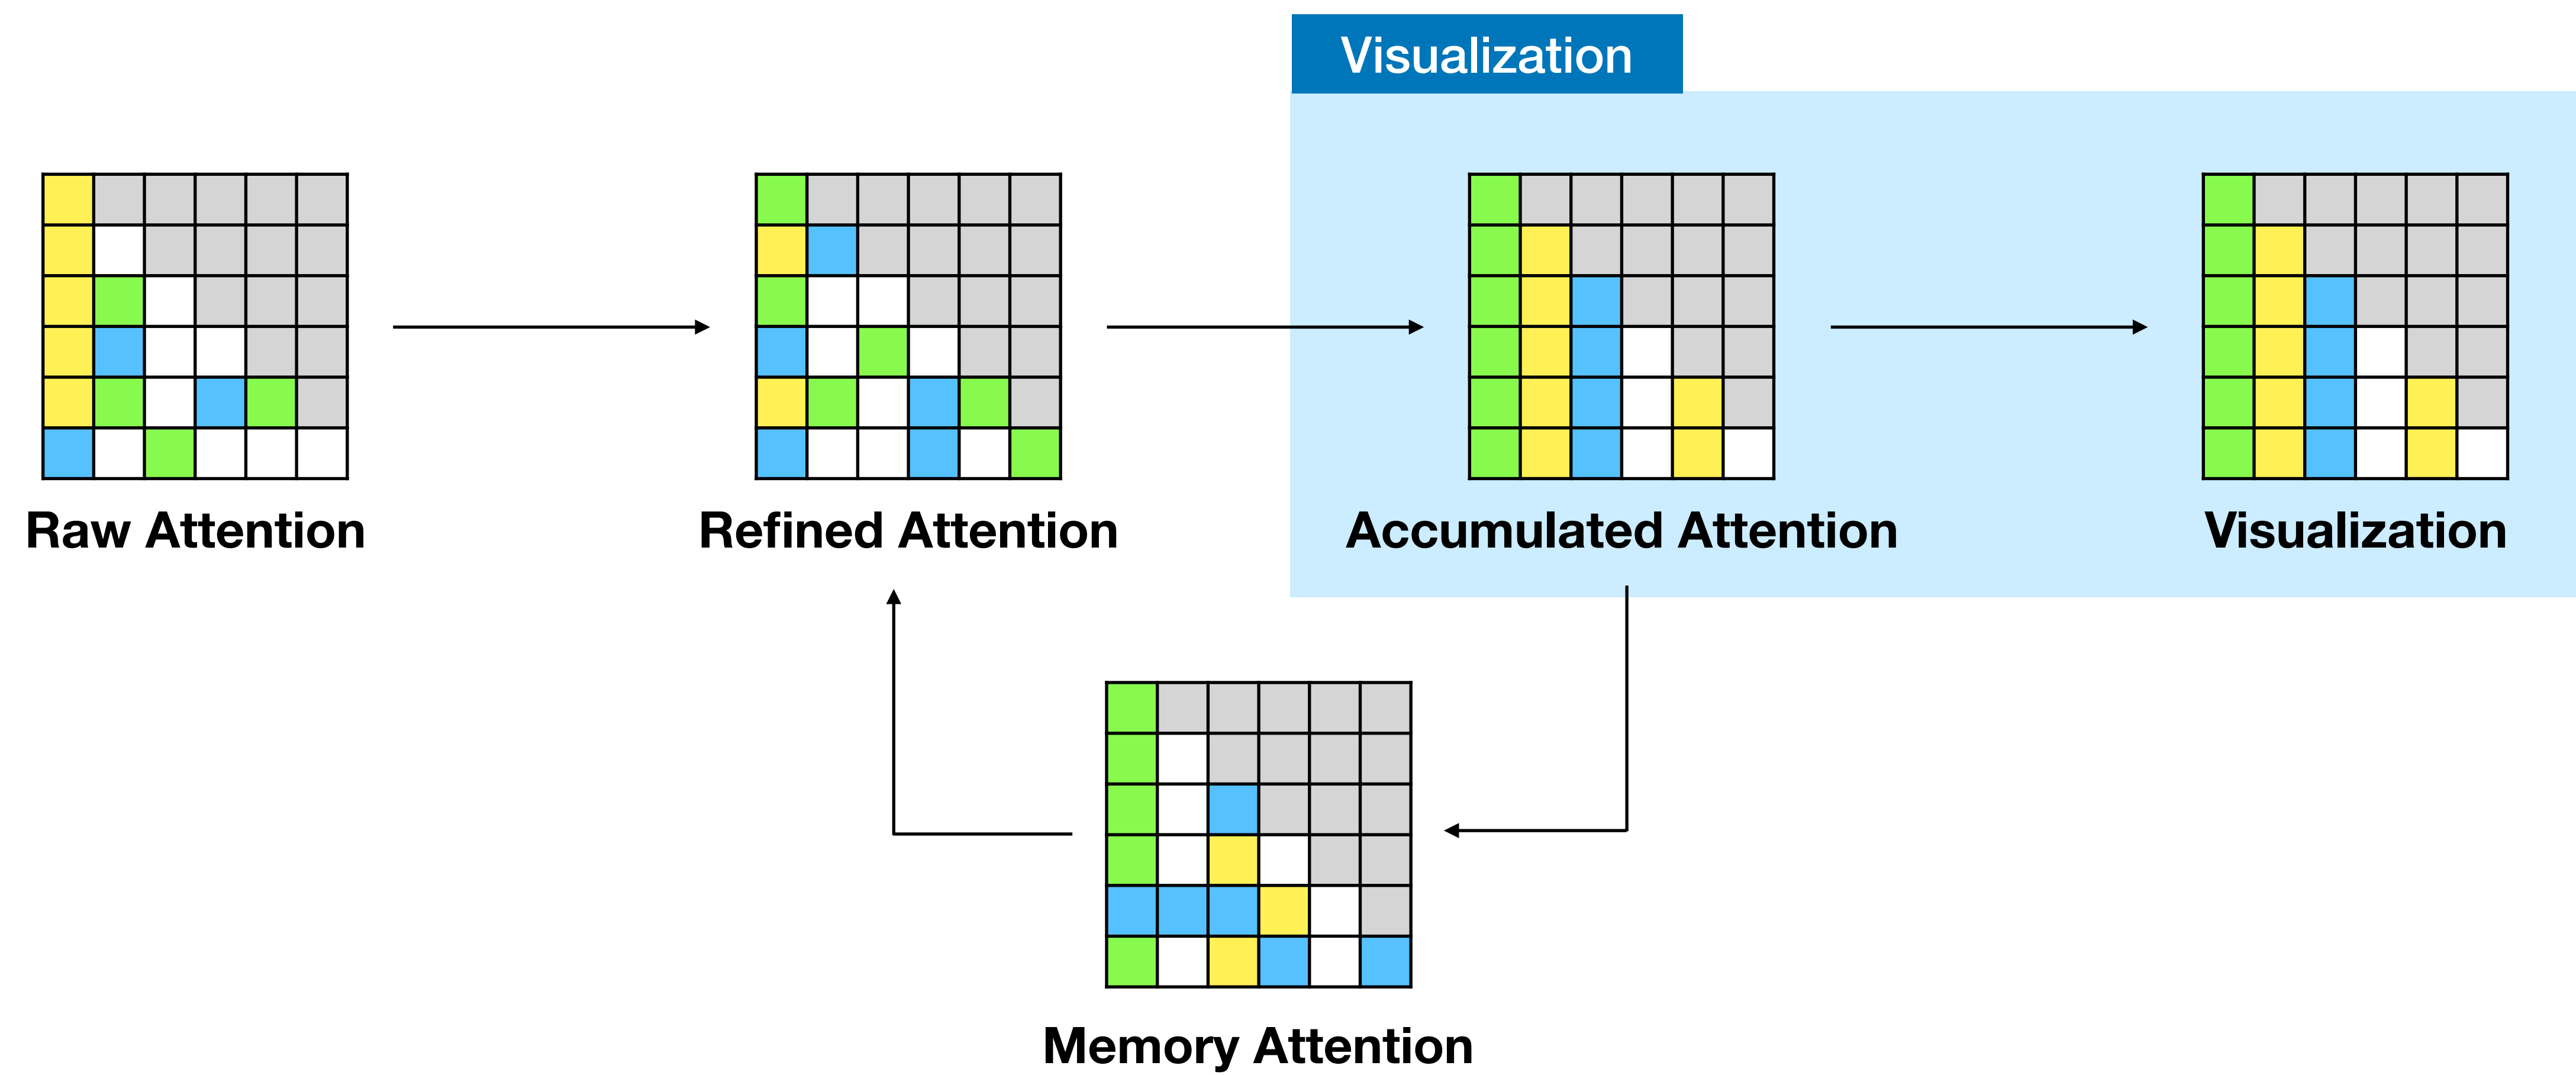 Visualization
Raw Attention
Refined Attention
Accumulated Attention
Visualization
Memory Attention